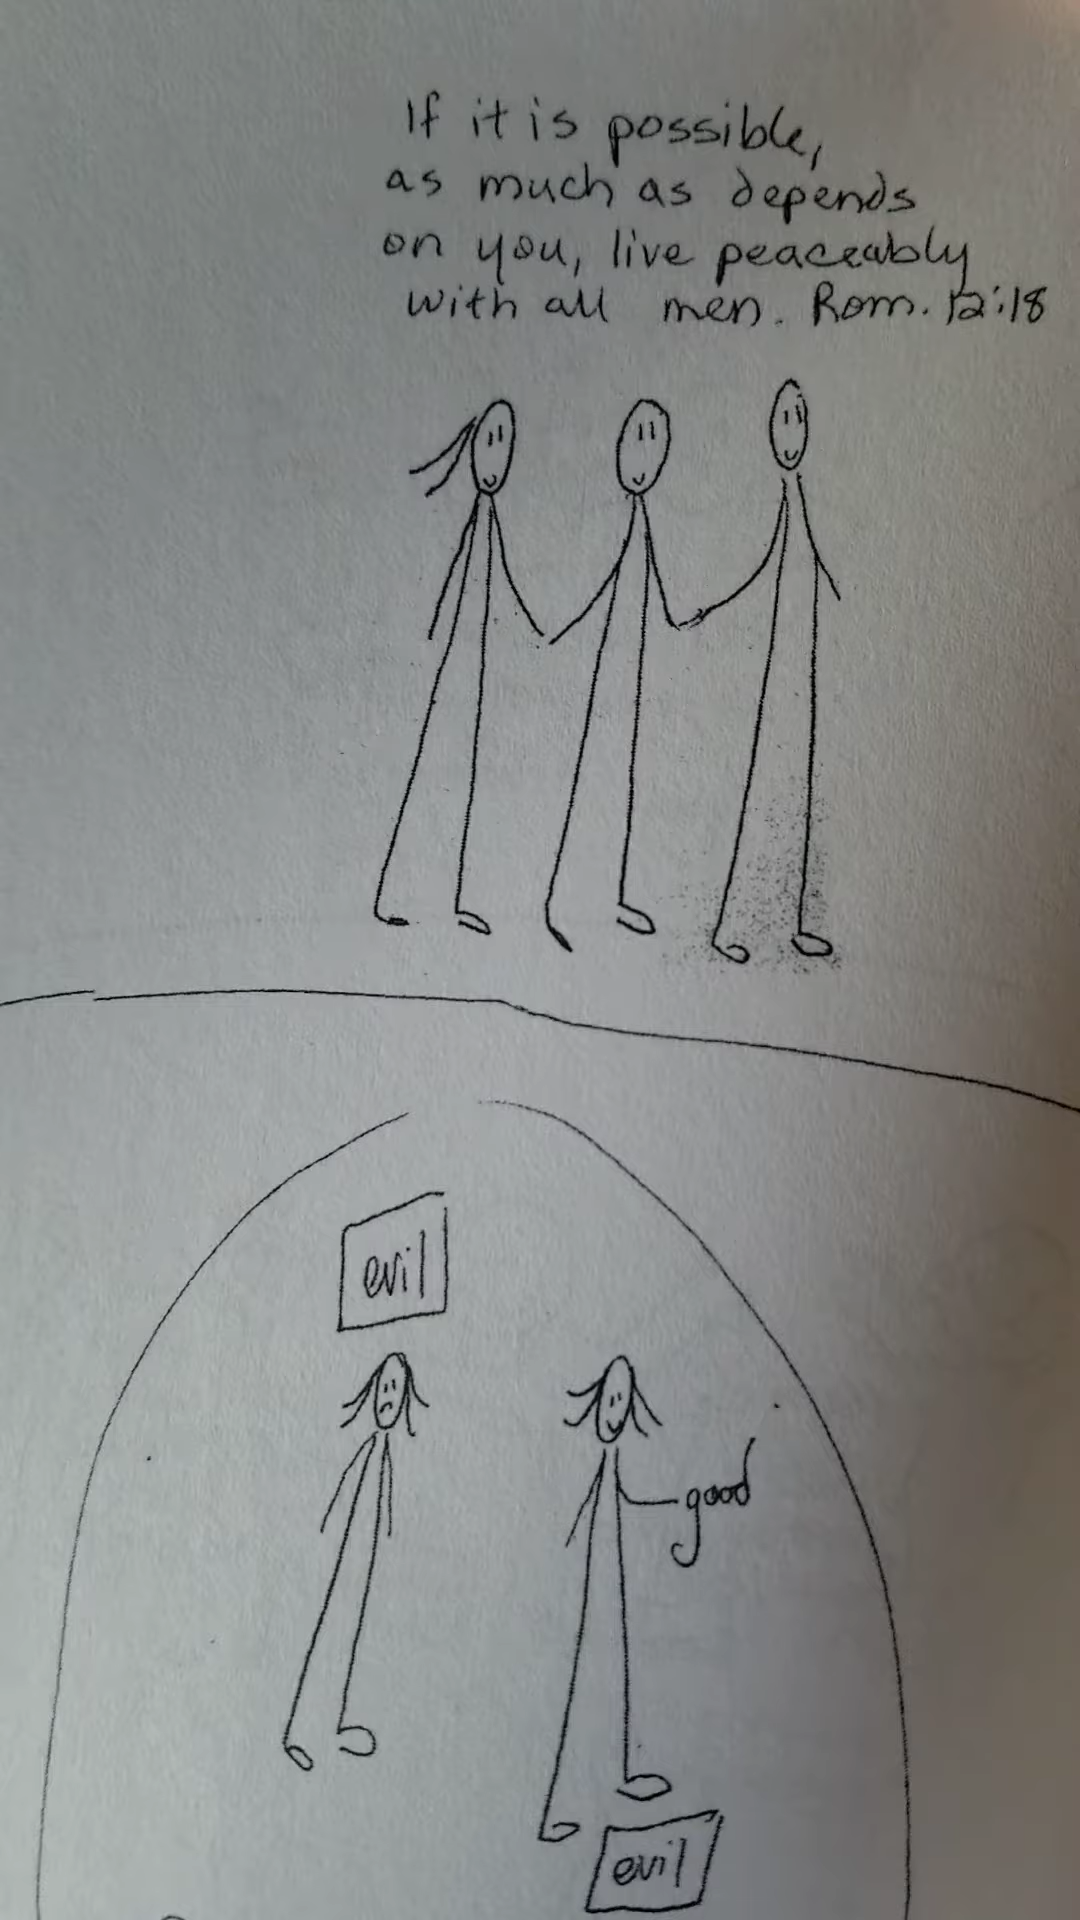 If it is possible,
as much as depends
on you, live peaceably
with all men. Rom. 12:18
evil
good
evil